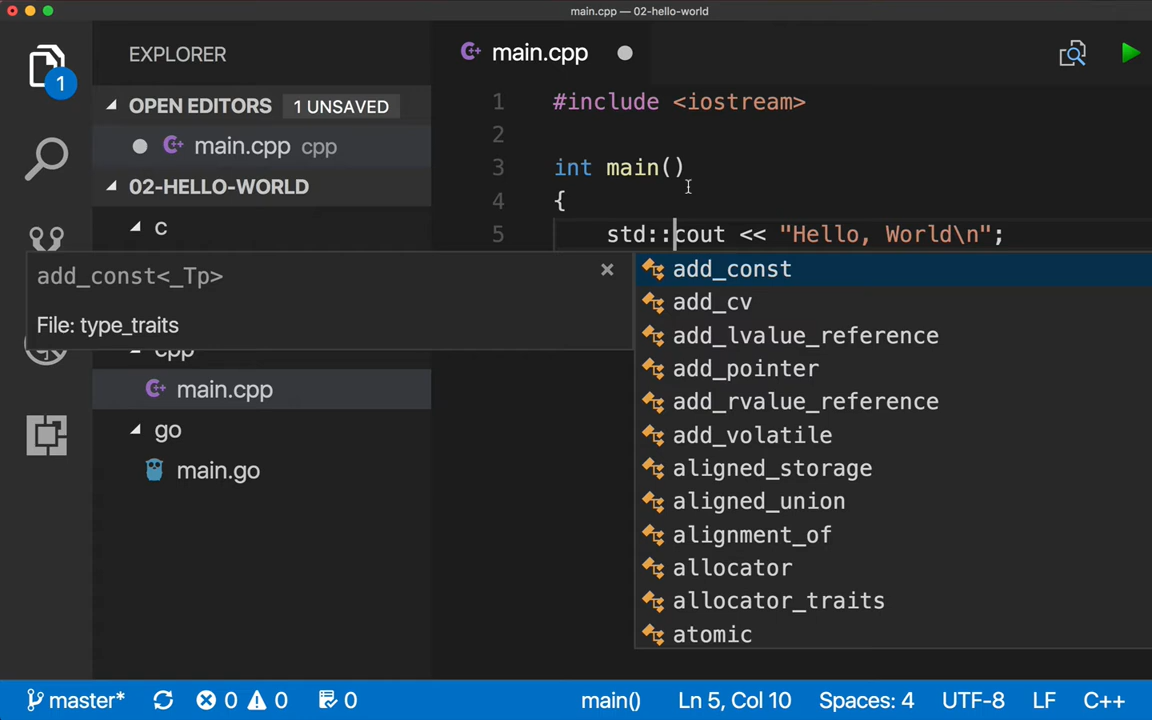 main.cpp — 02-hello-world
EXPLORER
OPEN EDITORS 1 UNSAVED
main.cpp cpp
02-HELLO-WORLD
c
cpp
main.cpp
go
main.go
1
main.cpp
1 #include <iostream>
2
3 int main()
4 {
5 std::cout << "Hello, World\n";
add_const<_Tp>
File: type_traits
add_const
add_cv
add_lvalue_reference
add_pointer
add_rvalue_reference
add_volatile
aligned_storage
aligned_union
alignment_of
allocator
allocator_traits
atomic
master* 0 0 0 main() Ln 5, Col 10 Spaces: 4 UTF-8 LF C++